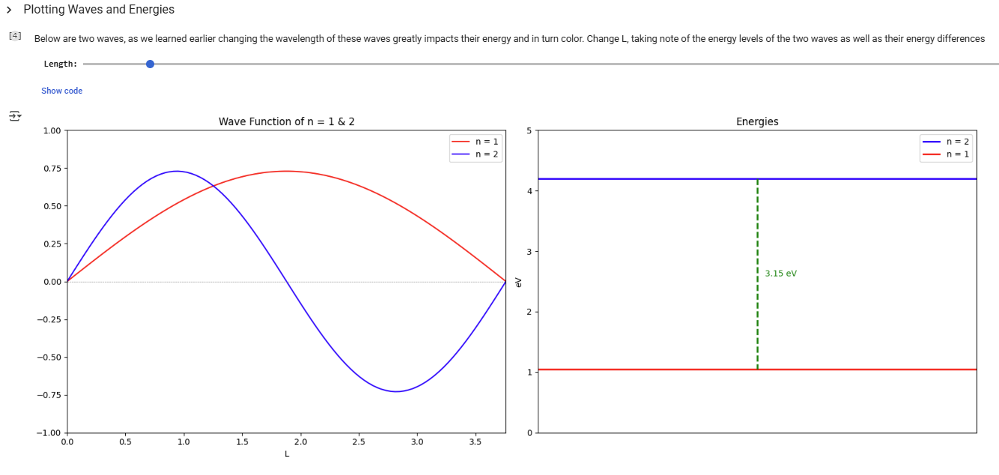 Plotting Waves and Energies
[4]
Below are two waves, as we learned earlier changing the wavelength of these waves greatly impacts their energy and in turn color. Change L, taking note of the energy levels of the two waves as well as their energy differences
Length:
Show code
Wave Function of n = 1 & 2
1.00
0.75
0.50
0.25
0.00
−0.25
−0.50
−0.75
−1.00
n = 1
n = 2
0.0 0.5 1.0 1.5 2.0 2.5 3.0 3.5
L
Energies
5
4
3
2
1
0
eV
n = 2
n = 1
3.15 eV